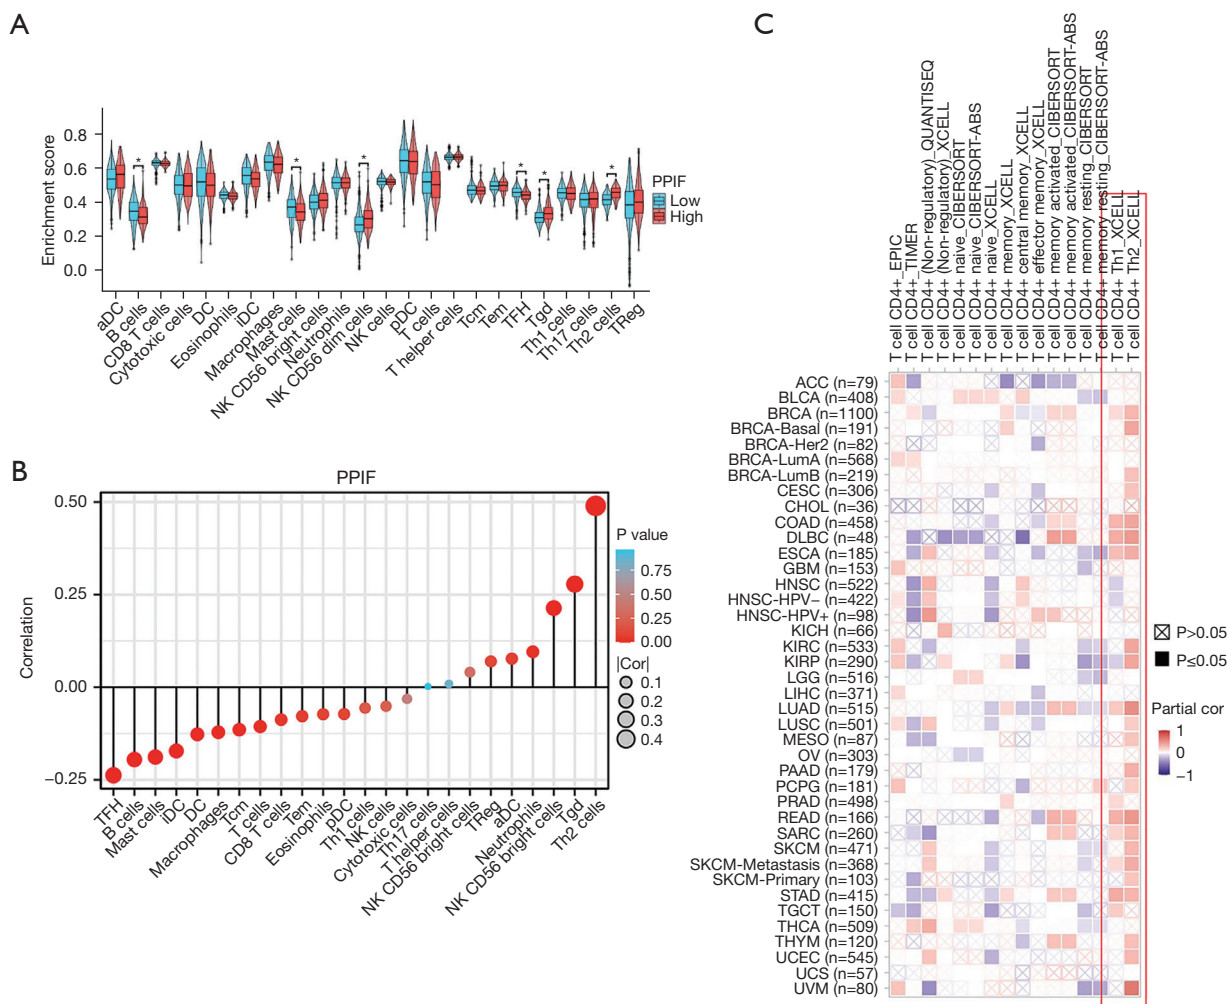 A
Enrichment score
0.8
0.6
0.4
0.2
0.0
*
*
*
*
*
*
PPIF
Low
High
aDC
B cells
CD8 T cells
Cytotoxic cells
DC
Eosinophils
iDC
Macrophages
Mast cells
NK CD56 bright cells
Neutrophils
NK CD56 dim cells
NK cells
pDC
T cells
T helper cells
Tcm
Tem
TFH
Tgd
Th1 cells
Th17 cells
Th2 cells
TReg
B
PPIF
Correlation
0.50
0.25
0.00
−0.25
P value
0.75
0.50
0.25
0.00
|Cor|
0.1
0.2
0.3
0.4
TFH
B cells
Mast cells
iDC
DC
Macrophages
Tcm
T cells
CD8 T cells
Tem
Eosinophils
pDC
Th1 cells
NK cells
Cytotoxic cells
Th17 cells
T helper cells
NK CD56 bright cells
TReg
aDC
Neutrophils
NK CD56 bright cells
Tgd
Th2 cells
C
T cell CD4+_EPIC
T cell CD4+_TIMER
T cell CD4+ (Non-regulatory)_QUANTISEQ
T cell CD4+ (Non-regulatory)_XCELL
T cell CD4+ naive_CIBERSORT
T cell CD4+ naive_CIBERSORT-ABS
T cell CD4+ naive_XCELL
T cell CD4+ memory_XCELL
T cell CD4+ central memory_XCELL
T cell CD4+ effector memory_XCELL
T cell CD4+ memory activated_CIBERSORT
T cell CD4+ memory activated_CIBERSORT-ABS
T cell CD4+ memory resting_CIBERSORT
T cell CD4+ memory resting_CIBERSORT-ABS
T cell CD4+ Th1_XCELL
T cell CD4+ Th2_XCELL
ACC (n=79)
BLCA (n=408)
BRCA (n=1100)
BRCA-Basal (n=191)
BRCA-Her2 (n=82)
BRCA-LumA (n=568)
BRCA-LumB (n=219)
CESC (n=306)
CHOL (n=36)
COAD (n=458)
DLBC (n=48)
ESCA (n=185)
GBM (n=153)
HNSC (n=522)
HNSC-HPV− (n=422)
HNSC-HPV+ (n=98)
KICH (n=66)
KIRC (n=533)
KIRP (n=290)
LGG (n=516)
LIHC (n=371)
LUAD (n=515)
LUSC (n=501)
MESO (n=87)
OV (n=303)
PAAD (n=179)
PCPG (n=181)
PRAD (n=498)
READ (n=166)
SARC (n=260)
SKCM (n=471)
SKCM-Metastasis (n=368)
SKCM-Primary (n=103)
STAD (n=415)
TGCT (n=150)
THCA (n=509)
THYM (n=120)
UCEC (n=545)
UCS (n=57)
UVM (n=80)
P>0.05
P≤0.05
Partial cor
1
0
−1